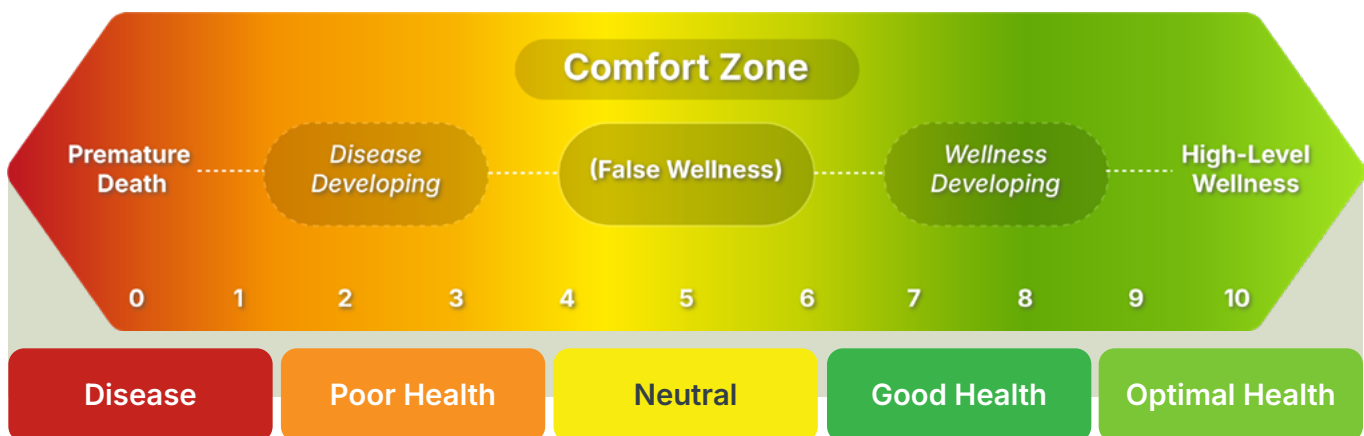 Comfort Zone
Premature
Death
Disease
Developing
(False Wellness)
Wellness
Developing
High-Level
Wellness
0 1 2 3 4 5 6 7 8 9 10
Disease
Poor Health
Neutral
Good Health
Optimal Health